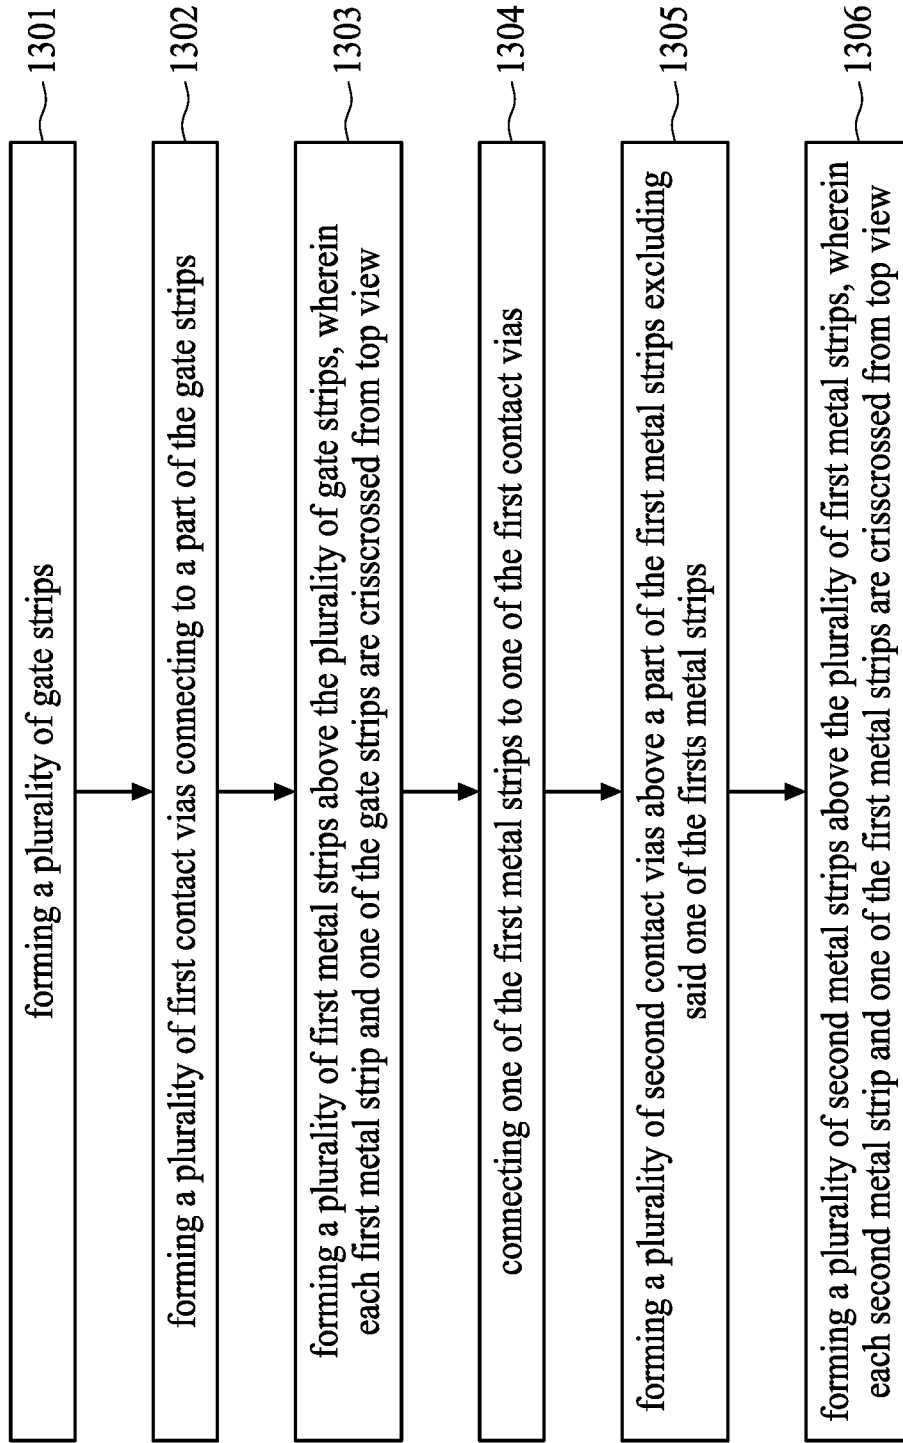 forming a plurality of gate strips
1301
forming a plurality of first contact vias connecting to a part of the gate strips
1302
forming a plurality of first metal strips above the plurality of gate strips, wherein
each first metal strip and one of the gate strips are crisscrossed from top view
1303
connecting one of the first metal strips to one of the first contact vias
1304
forming a plurality of second contact vias above a part of the first metal strips excluding
said one of the firsts metal strips
1305
forming a plurality of second metal strips above the plurality of first metal strips, wherein
each second metal strip and one of the first metal strips are crisscrossed from top view
1306